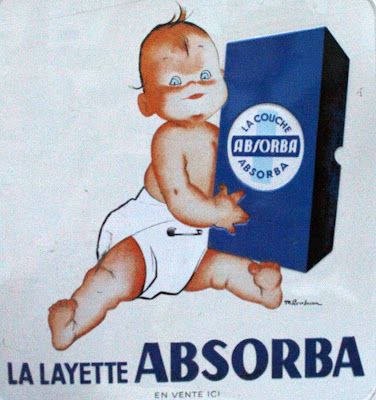 LA COUCHE
ABSORBA
ABSORBA
LA LAYETTE ABSORBA
EN VENTE ICI